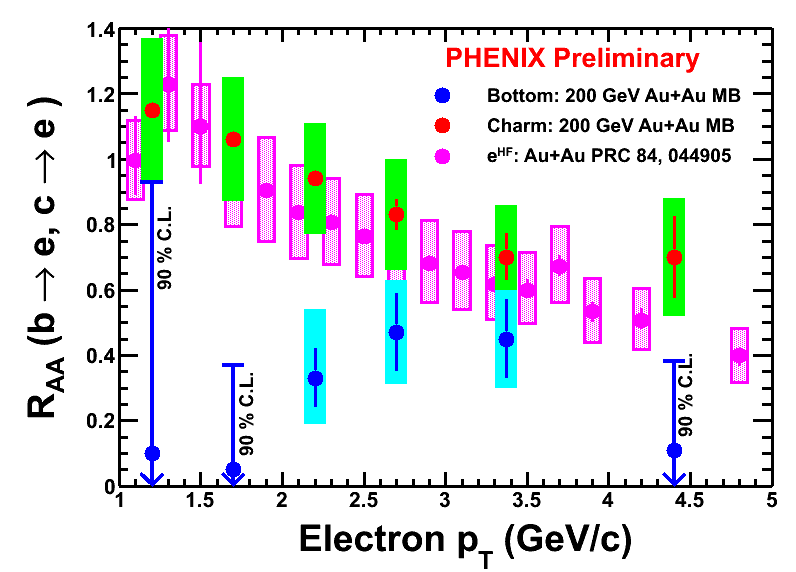 PHENIX Preliminary
Bottom: 200 GeV Au+Au MB
Charm: 200 GeV Au+Au MB
e^HF: Au+Au PRC 84, 044905
R_AA (b → e, c → e)
1.4
1.2
1
0.8
0.6
0.4
0.2
0
90 % C.L.
90 % C.L.
90 % C.L.
1 1.5 2 2.5 3 3.5 4 4.5 5
Electron p_T (GeV/c)